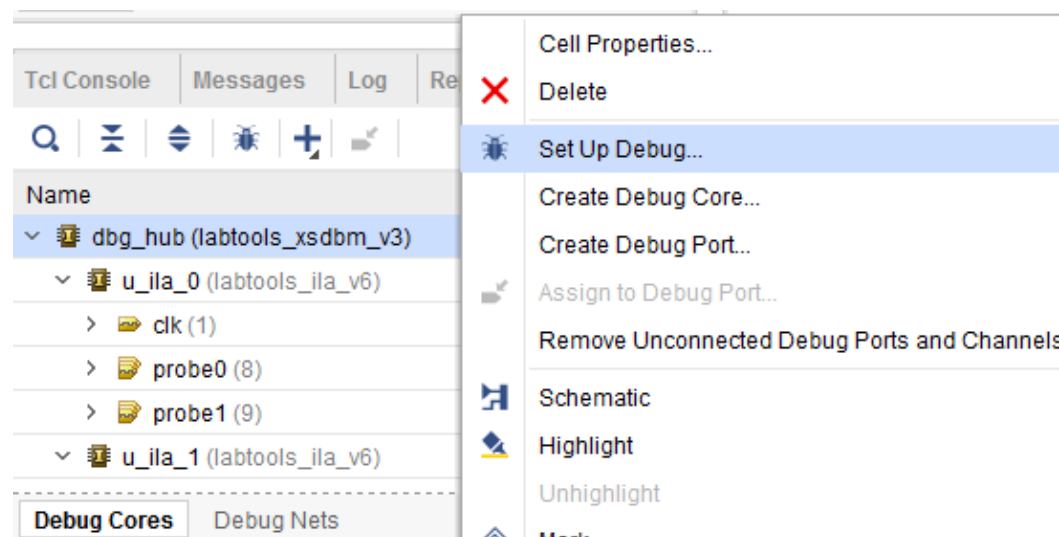 Tcl Console Messages Log Re
Name
dbg_hub (labtools_xsdbm_v3)
u_ila_0 (labtools_ila_v6)
clk (1)
probe0 (8)
probe1 (9)
u_ila_1 (labtools_ila_v6)
Debug Cores Debug Nets
Cell Properties...
Delete
Set Up Debug...
Create Debug Core...
Create Debug Port...
Assign to Debug Port...
Remove Unconnected Debug Ports and Channels
Schematic
Highlight
Unhighlight
Mark